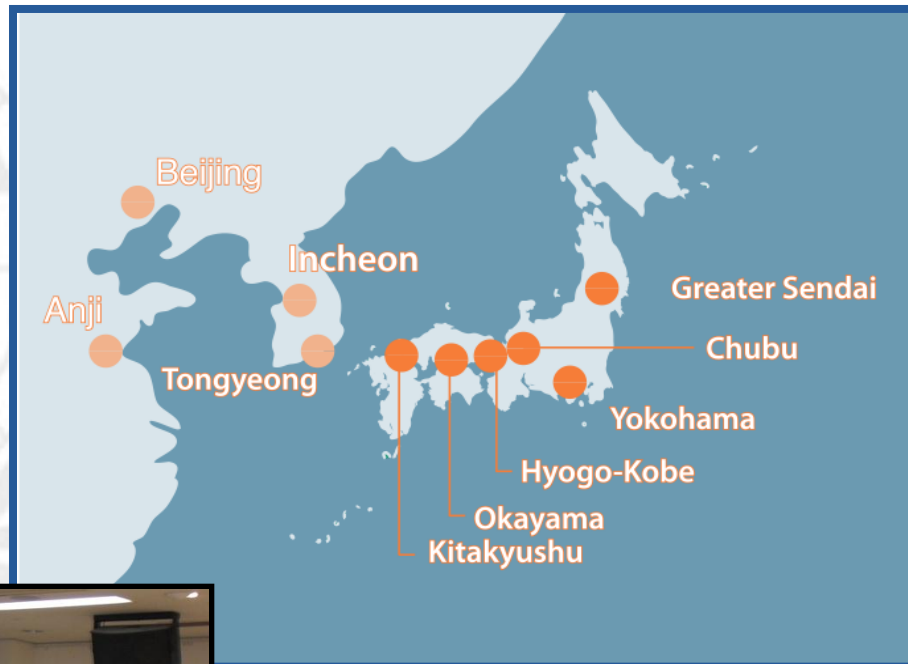 Beijing
Incheon
Greater Sendai
Anji
Chubu
Tongyeong
Yokohama
Hyogo-Kobe
Okayama
Kitakyushu